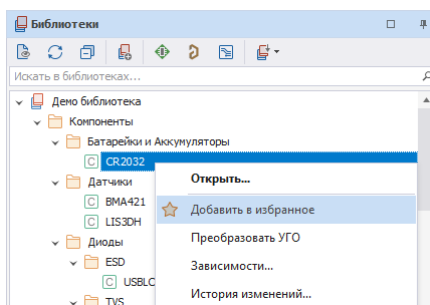 Библиотеки
Искать в библиотеках...
Демо библиотека
Компоненты
Батарейки и Аккумуляторы
C CR2032
Датчики
C BMA421
C LIS3DH
Диоды
ESD
C USBLC
TVS
Открыть...
Добавить в избранное
Преобразовать УГО
Зависимости...
История изменений...